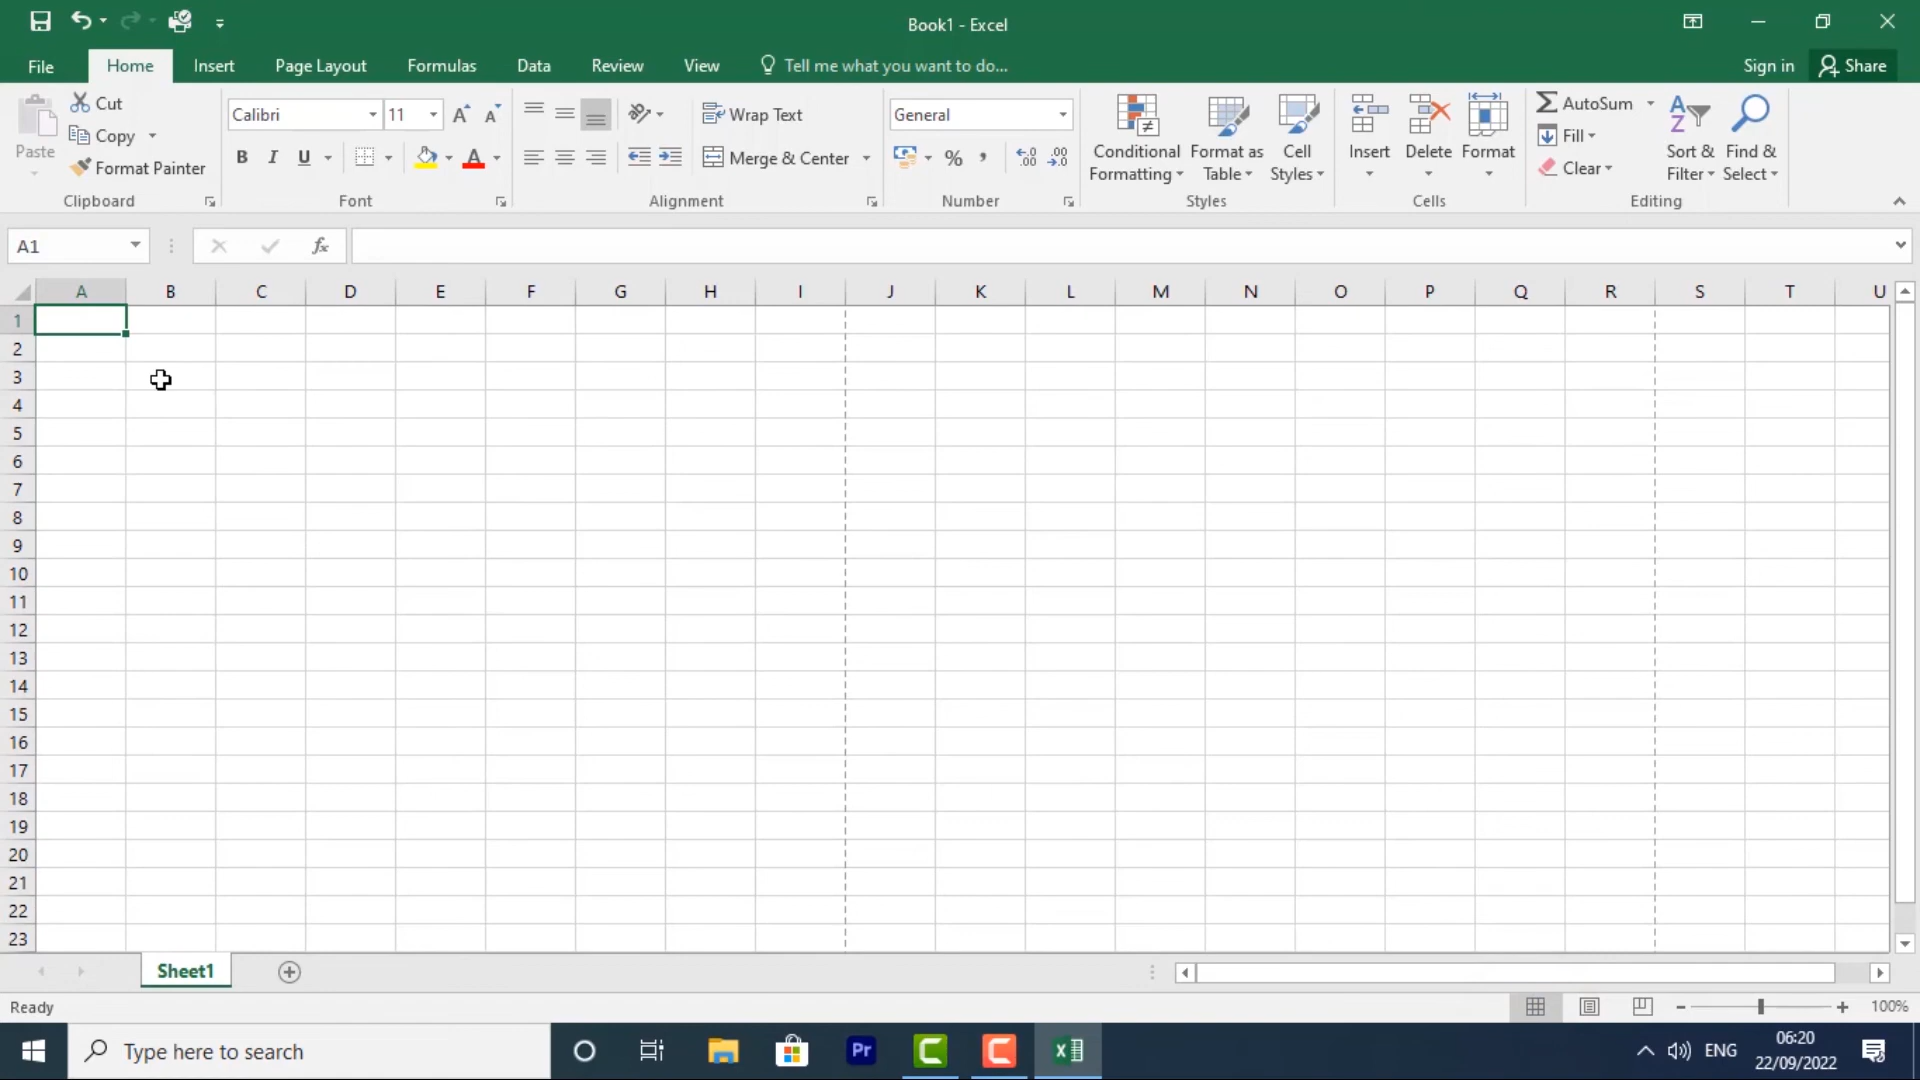 Book1 - Excel
File Home Insert Page Layout Formulas Data Review View Tell me what you want to do... Sign in Share
Paste Cut Copy Format Painter
Clipboard
Calibri 11
B I U A
Font
Wrap Text
Merge & Center
Alignment
General
% ,
Number
Conditional Formatting Format as Table Cell Styles
Styles
Insert Delete Format
Cells
AutoSum
Fill
Clear
Sort & Filter Find & Select
Editing
A1 fx
A B C D E F G H I J K L M N O P Q R S T U
1
2
3
4
5
6
7
8
9
10
11
12
13
14
15
16
17
18
19
20
21
22
23
Sheet1
Ready 100%
Type here to search Pr ENG 06:20
22/09/2022